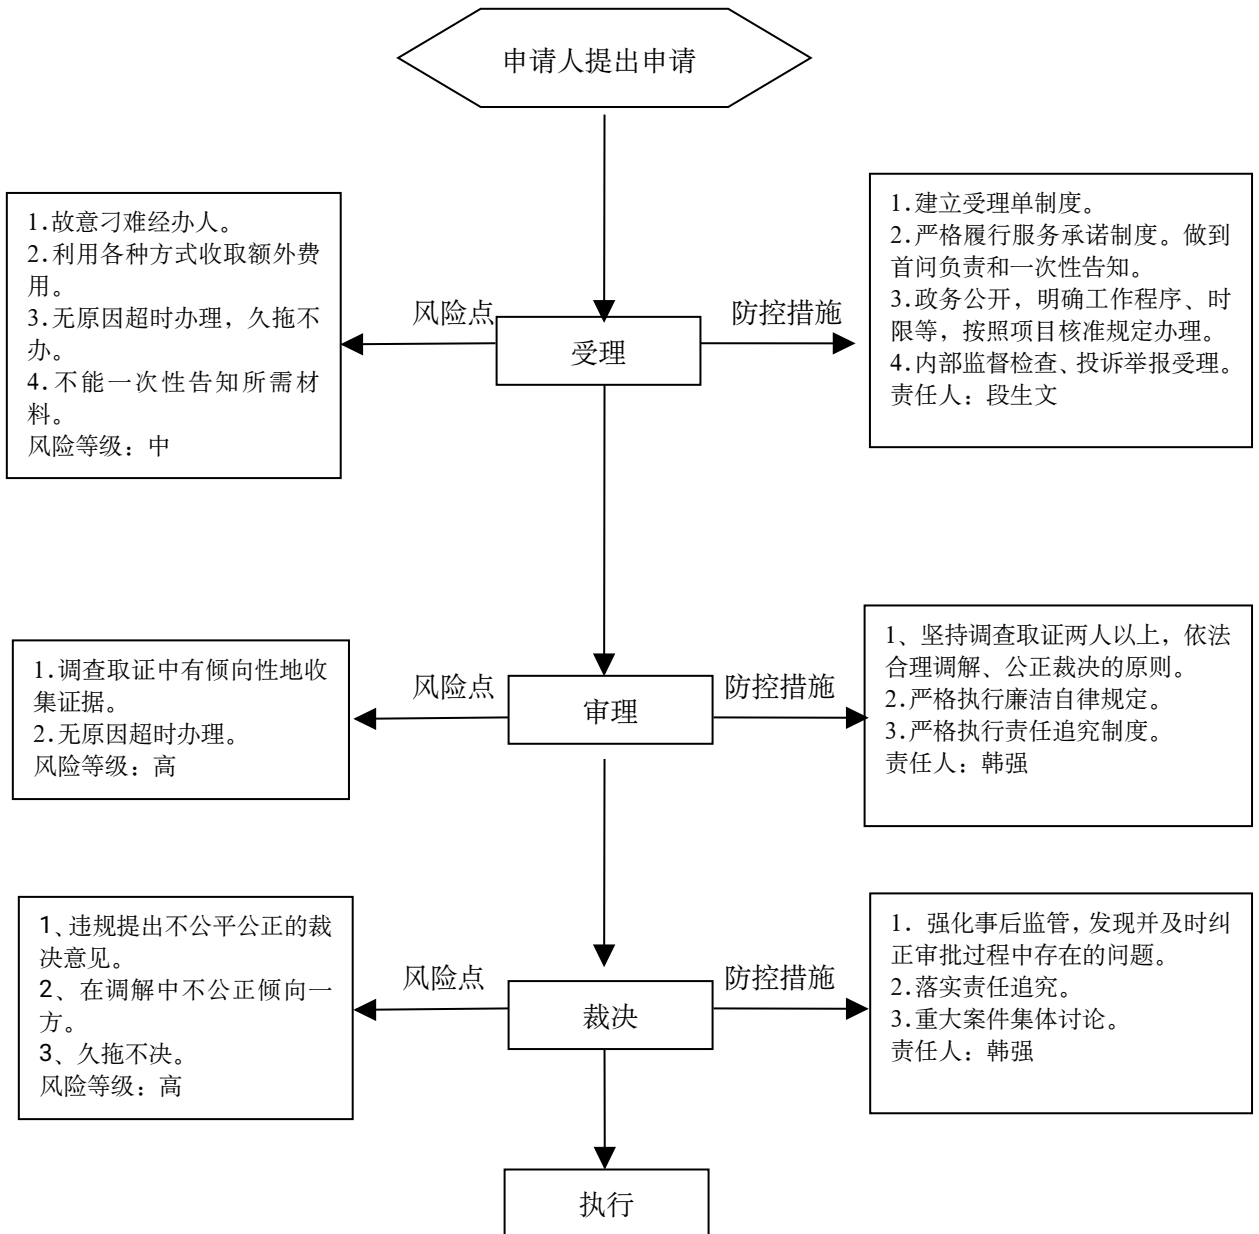 申请人提出申请
1.故意刁难经办人。
2.利用各种方式收取额外费
用。
3.无原因超时办理，久拖不
办。
4.不能一次性告知所需材
料。
风险等级：中
风险点
受理
防控措施
1.建立受理单制度。
2.严格履行服务承诺制度。做到
首问负责和一次性告知。
3.政务公开，明确工作程序、时
限等，按照项目核准规定办理。
4.内部监督检查、投诉举报受理。
责任人：段生文
1.调查取证中有倾向性地收
集证据。
2.无原因超时办理。
风险等级：高
风险点
审理
防控措施
1、坚持调查取证两人以上，依法
合理调解、公正裁决的原则。
2.严格执行廉洁自律规定。
3.严格执行责任追究制度。
责任人：韩强
1、违规提出不公平公正的裁
决意见。
2、在调解中不公正倾向一
方。
3、久拖不决。
风险等级：高
风险点
裁决
防控措施
1. 强化事后监管，发现并及时纠
正审批过程中存在的问题。
2.落实责任追究。
3.重大案件集体讨论。
责任人：韩强
执行